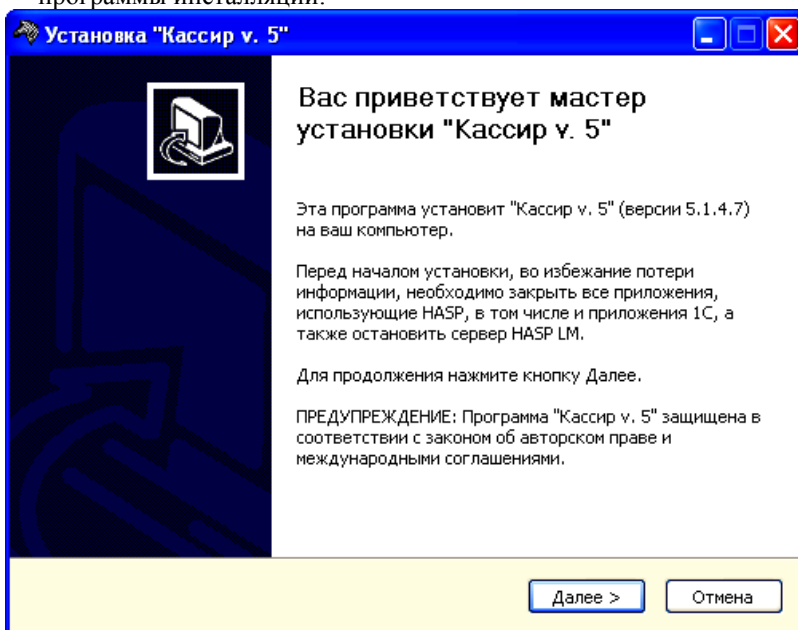 программы инсталляции:
Установка "Кассир v. 5"
Вас приветствует мастер
установки "Кассир v. 5"
Эта программа установит "Кассир v. 5" (версии 5.1.4.7)
на ваш компьютер.
Перед началом установки, во избежание потери
информации, необходимо закрыть все приложения,
использующие HASP, в том числе и приложения 1С, а
также остановить сервер HASP LM.
Для продолжения нажмите кнопку Далее.
ПРЕДУПРЕЖДЕНИЕ: Программа "Кассир v. 5" защищена в
соответствии с законом об авторском праве и
международными соглашениями.
Далее >
Отмена